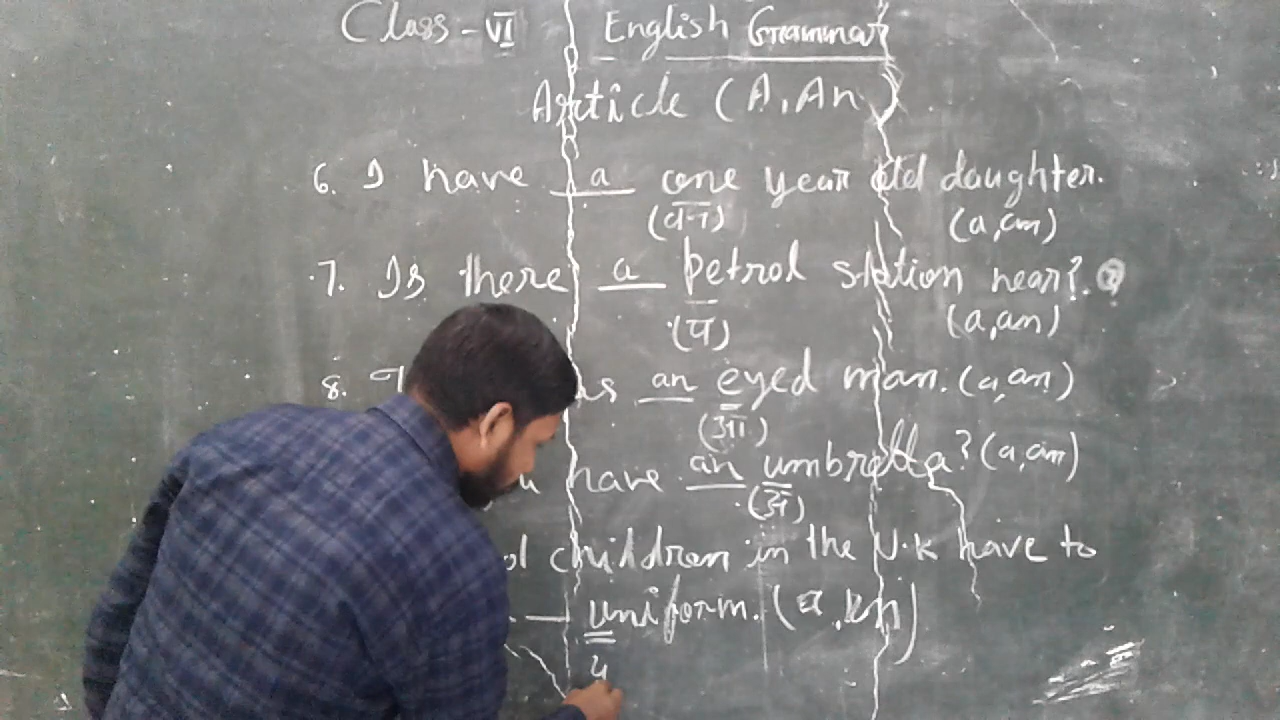 Class - VI English Grammar
Article (A, An)
6. I have a one year old daughter.
(वन) (a, an)
7. Is there a petrol station near?.
(प) (a, an)
8. an eyed man. (a, an)
(आ)
have an umbrella? (a, an)
(अ)
children in the U.K have to
— uniform. (a, an)